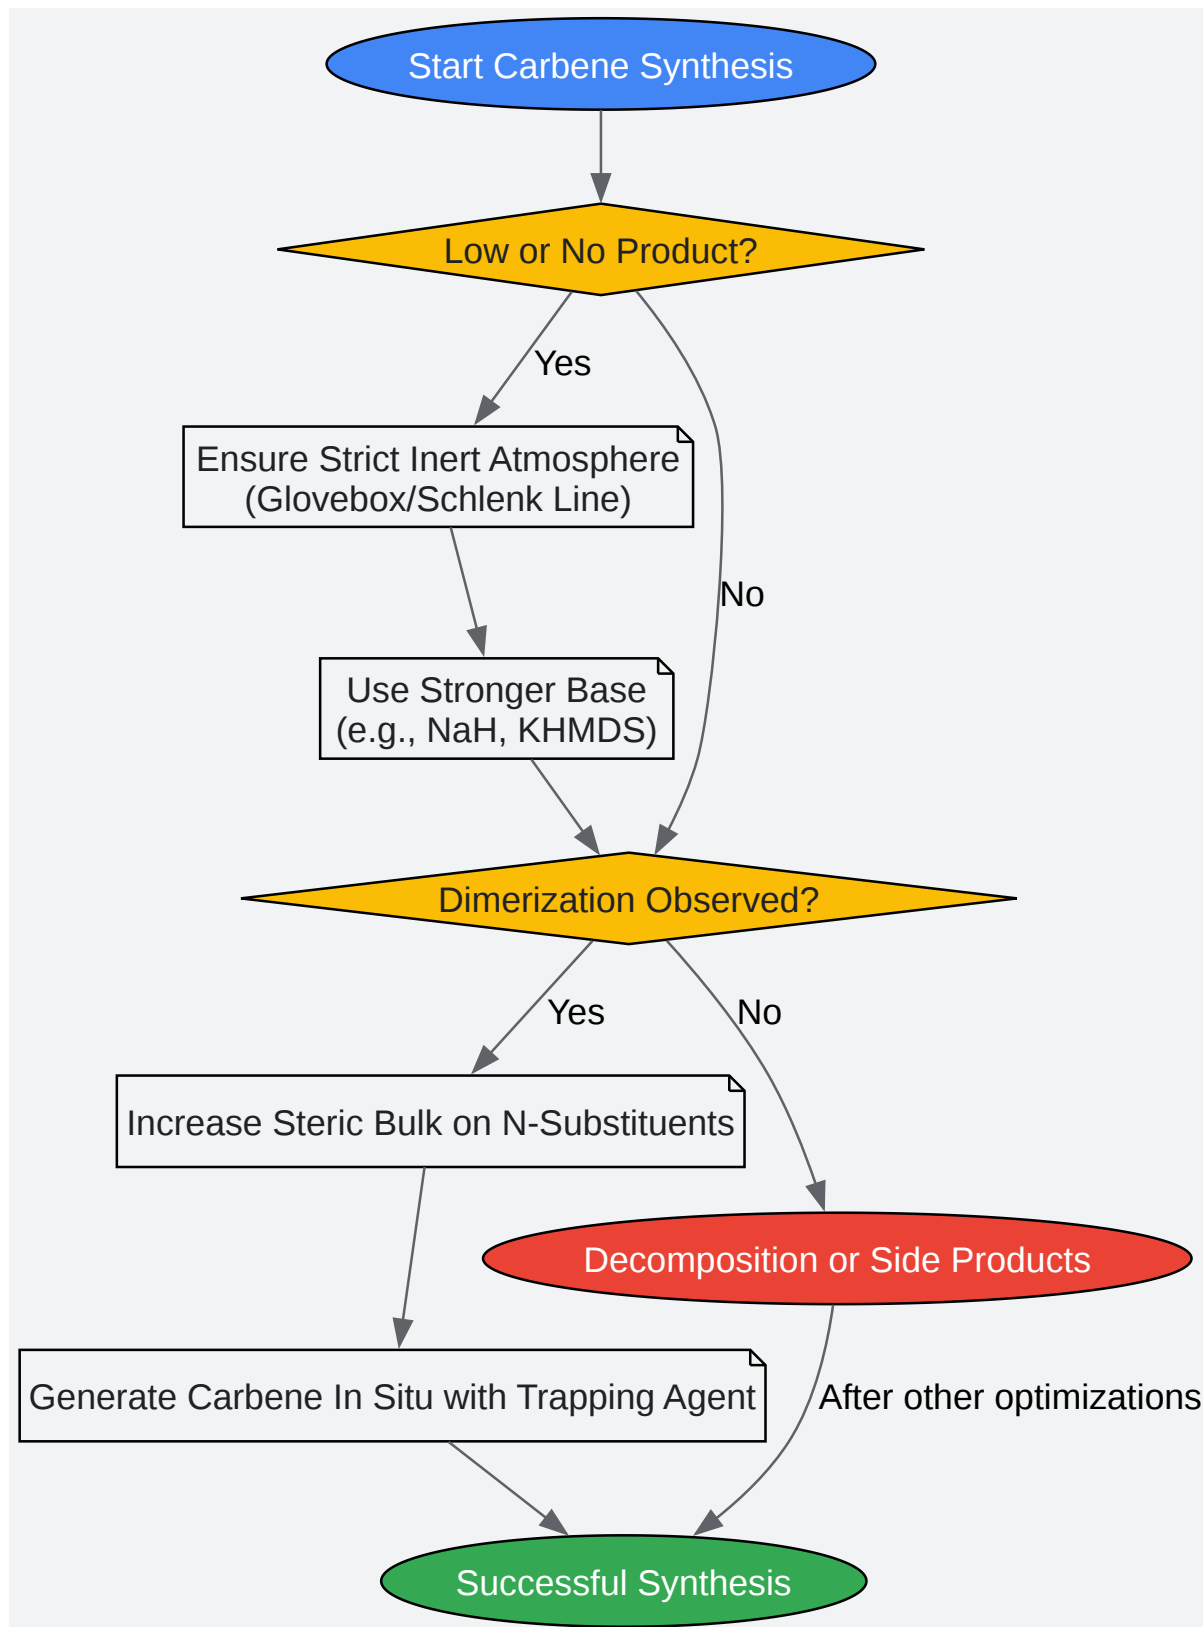 Start Carbene Synthesis
Low or No Product?
Yes
Ensure Strict Inert Atmosphere
(Glovebox/Schlenk Line)
No
Use Stronger Base
(e.g., NaH, KHMDS)
Dimerization Observed?
Yes
No
Increase Steric Bulk on N-Substituents
Decomposition or Side Products
Generate Carbene In Situ with Trapping Agent
After other optimizations
Successful Synthesis